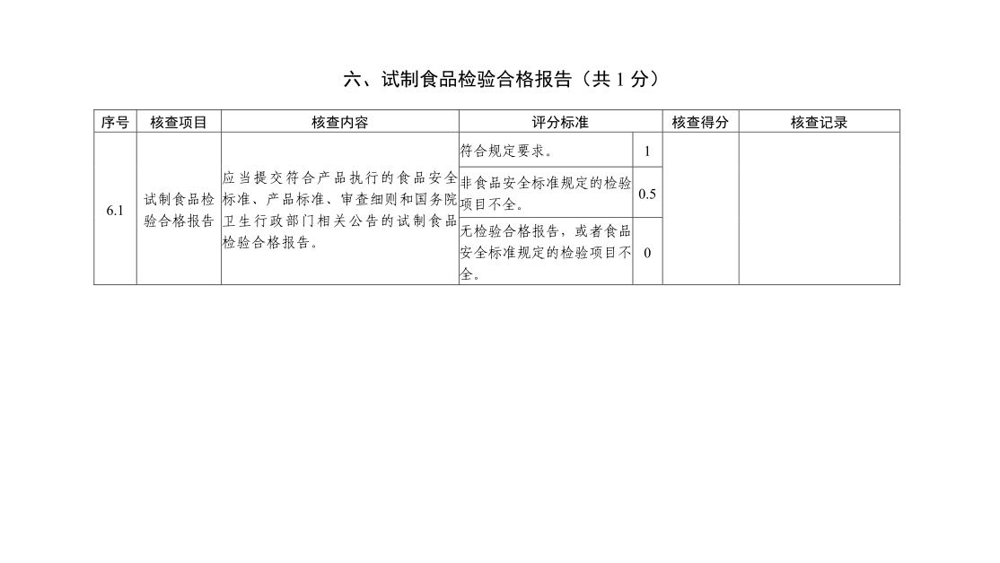 六、试制食品检验合格报告（共 1 分）
序号 核查项目 核查内容 评分标准 核查得分 核查记录
6.1
试制食品检
验合格报告
应当提交符合产品执行的食品安全
标准、产品标准、审查细则和国务院
卫生行政部门相关公告的试制食品
检验合格报告。
符合规定要求。 1
非食品安全标准规定的检验
项目不全。
0.5
无检验合格报告，或者食品
安全标准规定的检验项目不
全。
0